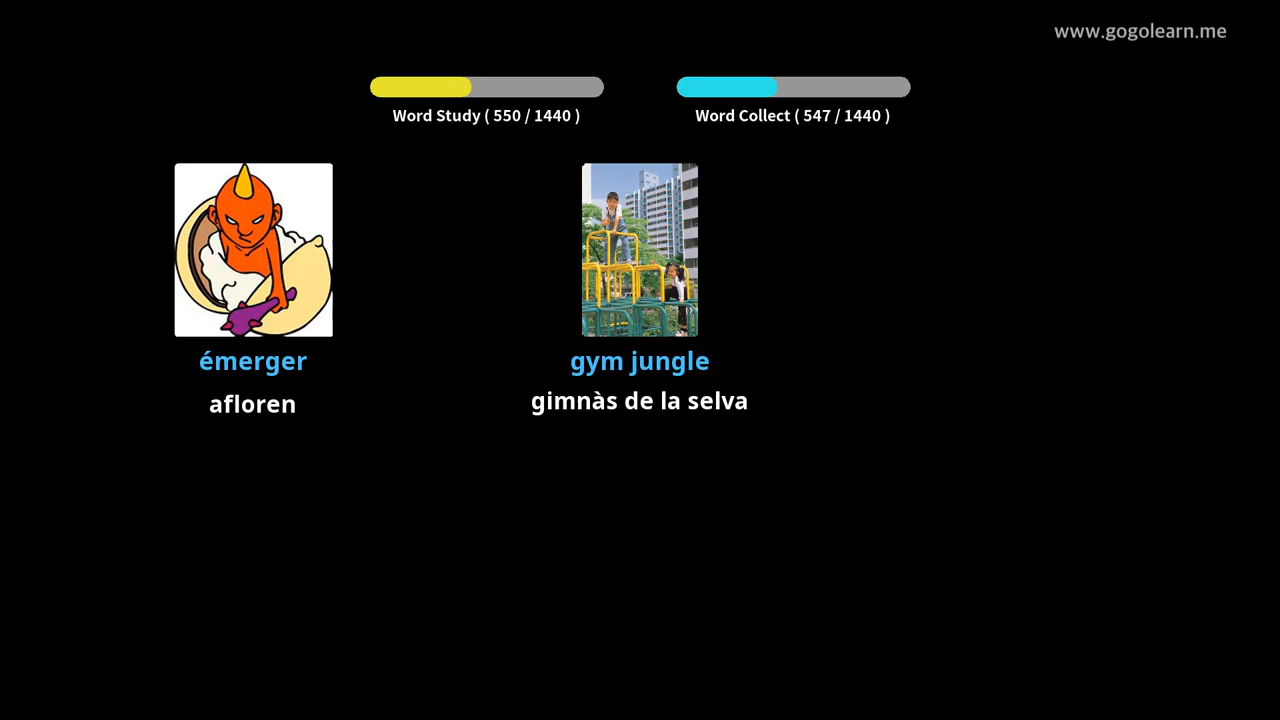 www.gogolearn.me
Word Study ( 550 / 1440 )
Word Collect ( 547 / 1440 )
émerger
afloren
gym jungle
gimnàs de la selva